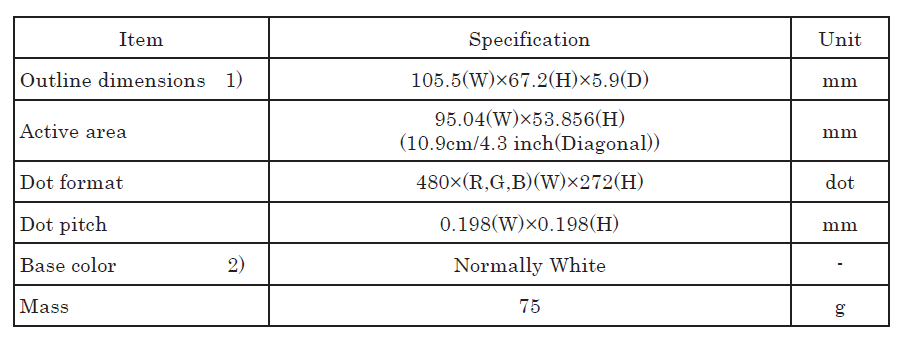 Item Specification Unit
Outline dimensions 1) 105.5(W)×67.2(H)×5.9(D) mm
Active area 95.04(W)×53.856(H) mm
(10.9cm/4.3 inch(Diagonal))
Dot format 480×(R,G,B)(W)×272(H) dot
Dot pitch 0.198(W)×0.198(H) mm
Base color 2) Normally White -
Mass 75 g